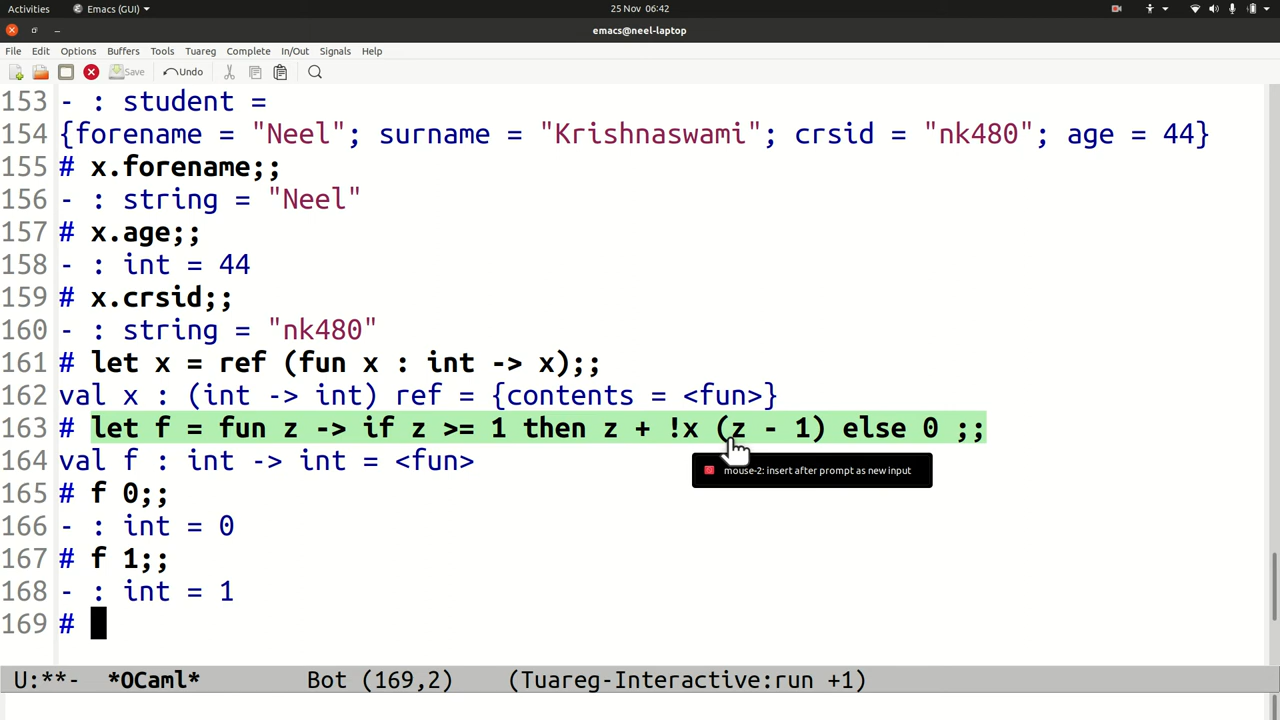 Activities Emacs (GUI) 25 Nov 06:42
emacs@neel-laptop
File Edit Options Buffers Tools Tuareg Complete In/Out Signals Help
Save Undo
153 - : student =
154 {forename = "Neel"; surname = "Krishnaswami"; crsid = "nk480"; age = 44}
155 # x.forename;;
156 - : string = "Neel"
157 # x.age;;
158 - : int = 44
159 # x.crsid;;
160 - : string = "nk480"
161 # let x = ref (fun x : int -> x);;
162 val x : (int -> int) ref = {contents = <fun>}
163 # let f = fun z -> if z >= 1 then z + !x (z - 1) else 0 ;;
164 val f : int -> int = <fun>
mouse-2: insert after prompt as new input
165 # f 0;;
166 - : int = 0
167 # f 1;;
168 - : int = 1
169 #
U:**- *OCaml* Bot (169,2) (Tuareg-Interactive:run +1)